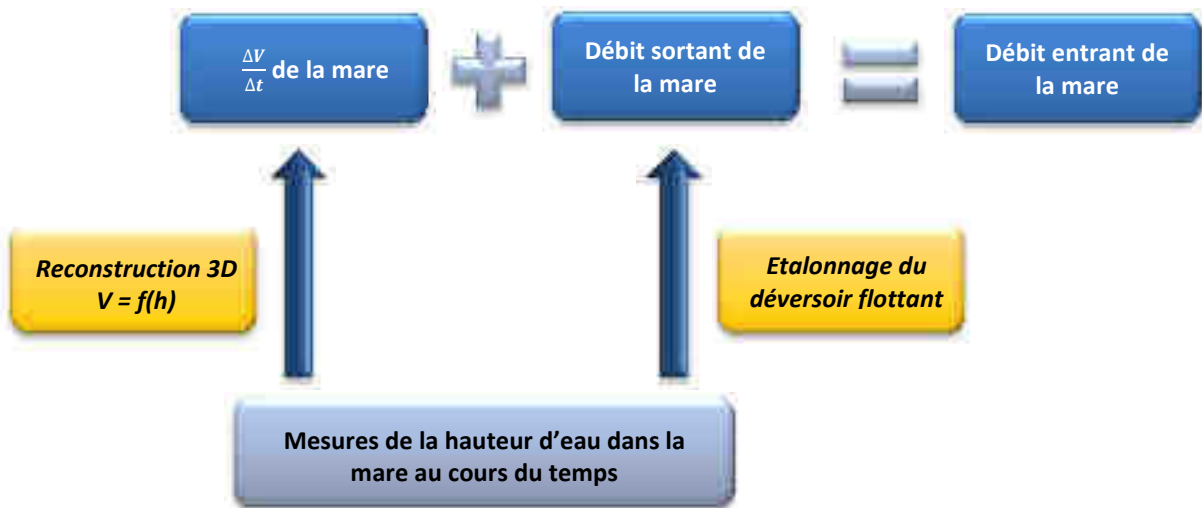 ΔV/Δt de la mare
Débit sortant de
la mare
Débit entrant de
la mare
Reconstruction 3D
V = f(h)
Etalonnage du
déversoir flottant
Mesures de la hauteur d’eau dans la
mare au cours du temps